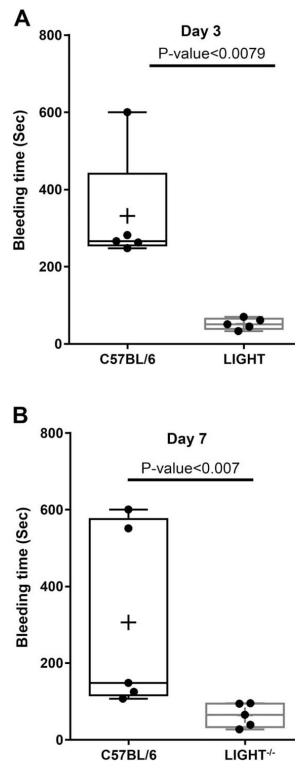 A
Day 3
P-value<0.0079
800
600
400
200
0
Bleeding time (Sec)
C57BL/6 LIGHT
B
Day 7
P-value<0.007
800
600
400
200
0
Bleeding time (Sec)
C57BL/6 LIGHT-/-